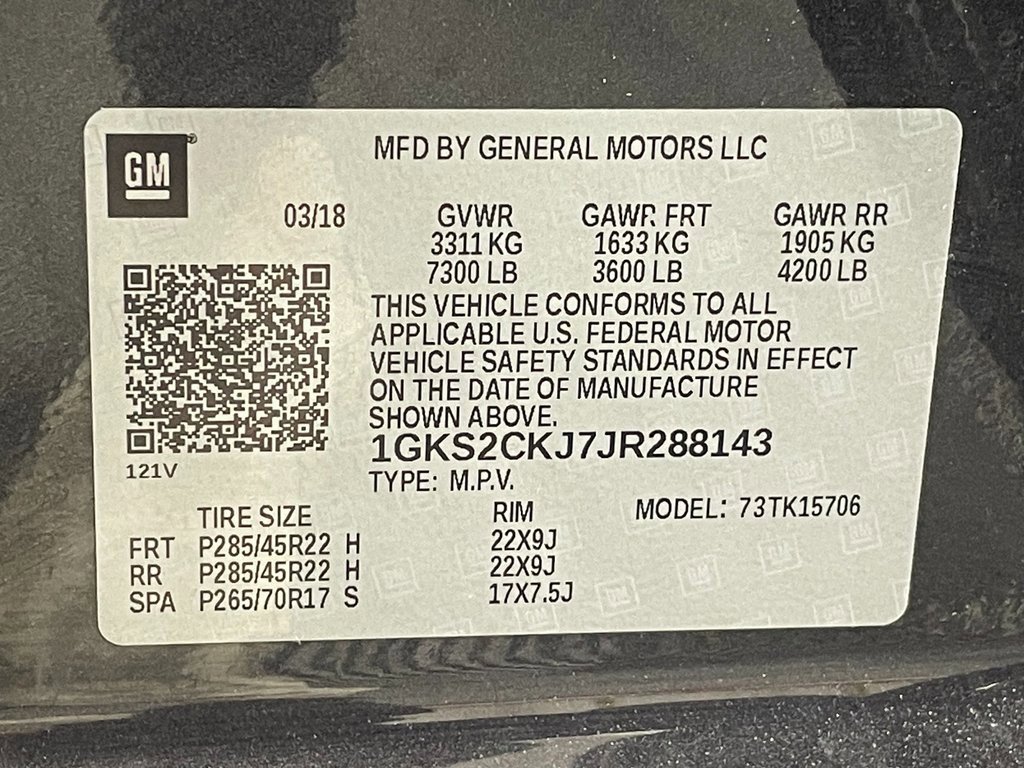 GM
MFD BY GENERAL MOTORS LLC
03/18 GVWR GAWR FRT GAWR RR
3311 KG 1633 KG 1905 KG
7300 LB 3600 LB 4200 LB
THIS VEHICLE CONFORMS TO ALL
APPLICABLE U.S. FEDERAL MOTOR
VEHICLE SAFETY STANDARDS IN EFFECT
ON THE DATE OF MANUFACTURE
SHOWN ABOVE.
1GKS2CKJ7JR288143
121V
TYPE: M.P.V.
TIRE SIZE RIM MODEL: 73TK15706
FRT P285/45R22 H 22X9J
RR P285/45R22 H 22X9J
SPA P265/70R17 S 17X7.5J